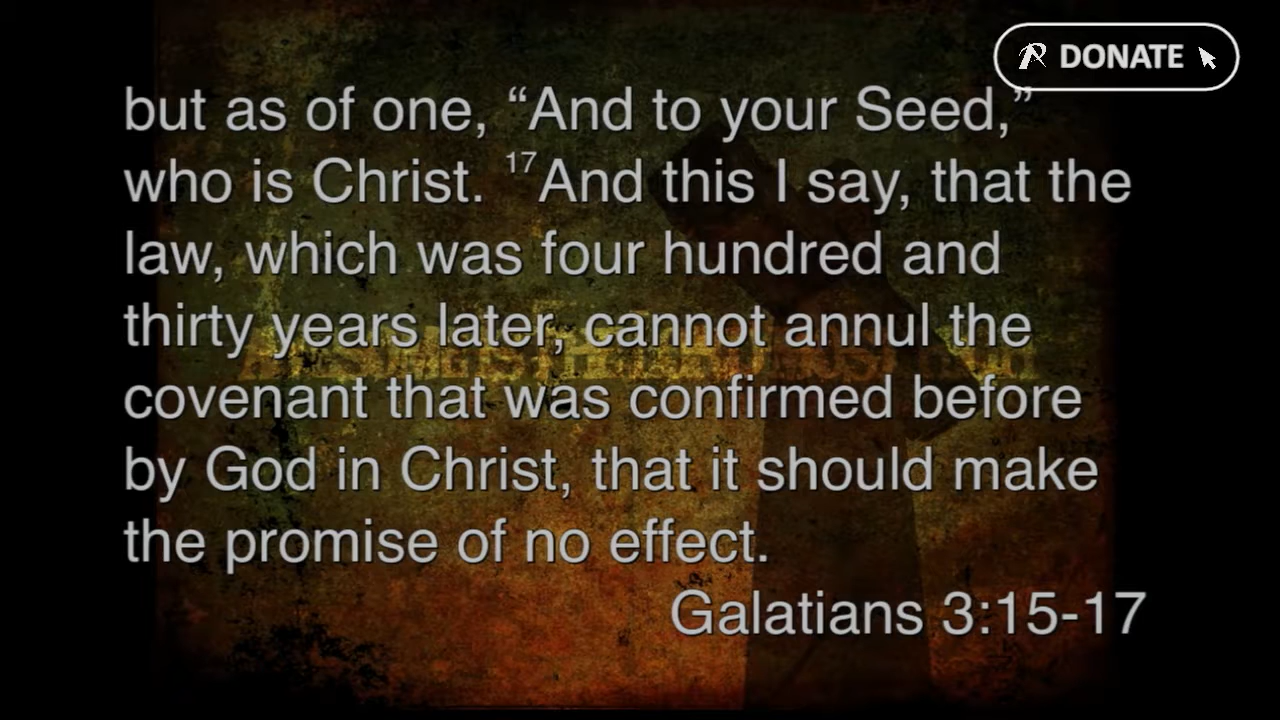 DONATE
but as of one, “And to your Seed,”
who is Christ. 17And this I say, that the
law, which was four hundred and
thirty years later, cannot annul the
covenant that was confirmed before
by God in Christ, that it should make
the promise of no effect.
Galatians 3:15-17